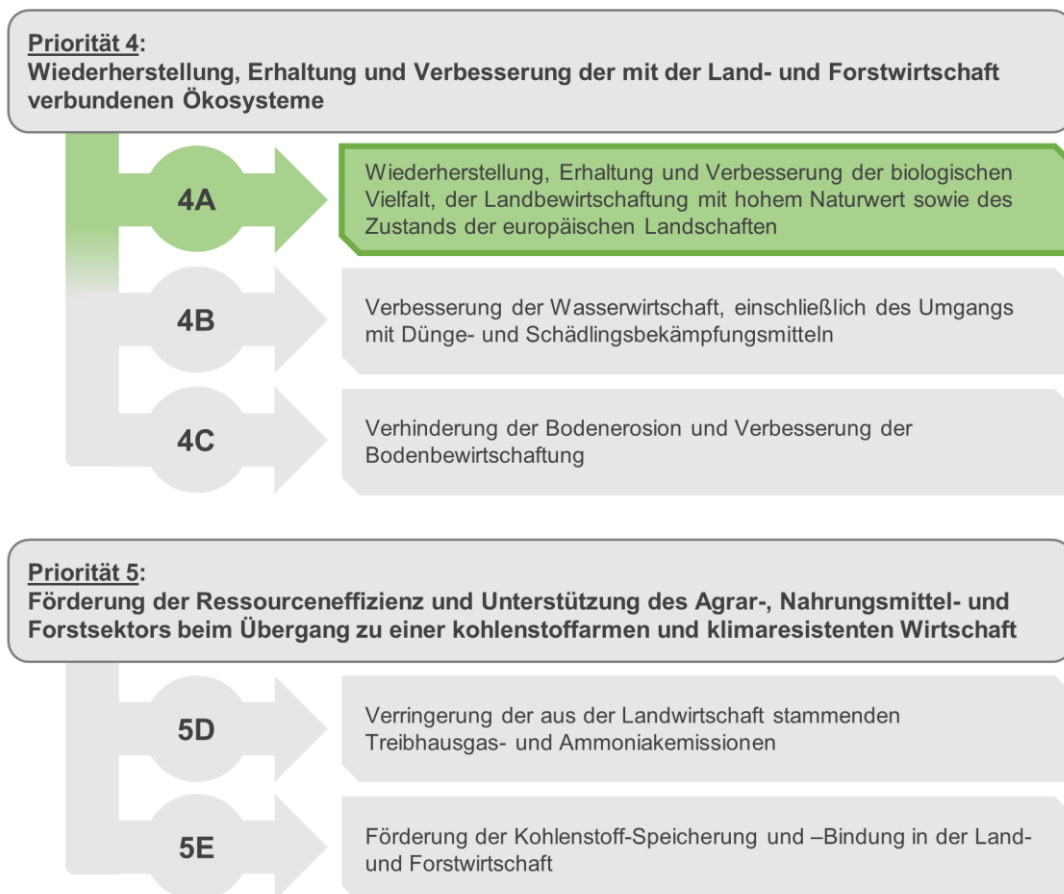 Priorität 4:
Wiederherstellung, Erhaltung und Verbesserung der mit der Land- und Forstwirtschaft
verbundenen Ökosysteme
4A
Wiederherstellung, Erhaltung und Verbesserung der biologischen
Vielfalt, der Landbewirtschaftung mit hohem Naturwert sowie des
Zustands der europäischen Landschaften
4B
Verbesserung der Wasserwirtschaft, einschließlich des Umgangs
mit Dünge- und Schädlingsbekämpfungsmitteln
4C
Verhinderung der Bodenerosion und Verbesserung der
Bodenbewirtschaftung
Priorität 5:
Förderung der Ressourceneffizienz und Unterstützung des Agrar-, Nahrungsmittel- und
Forstsektors beim Übergang zu einer kohlenstoffarmen und klimaresistenten Wirtschaft
5D
Verringerung der aus der Landwirtschaft stammenden
Treibhausgas- und Ammoniakemissionen
5E
Förderung der Kohlenstoff-Speicherung und –Bindung in der Land-
und Forstwirtschaft